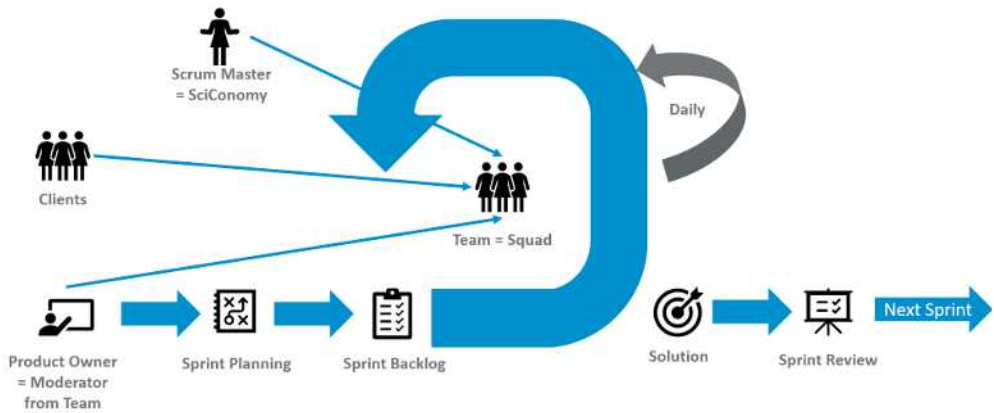 Scrum Master
= SciConomy
Daily
Clients
Team = Squad
Product Owner
= Moderator
from Team
Sprint Planning
Sprint Backlog
Solution
Sprint Review
Next Sprint